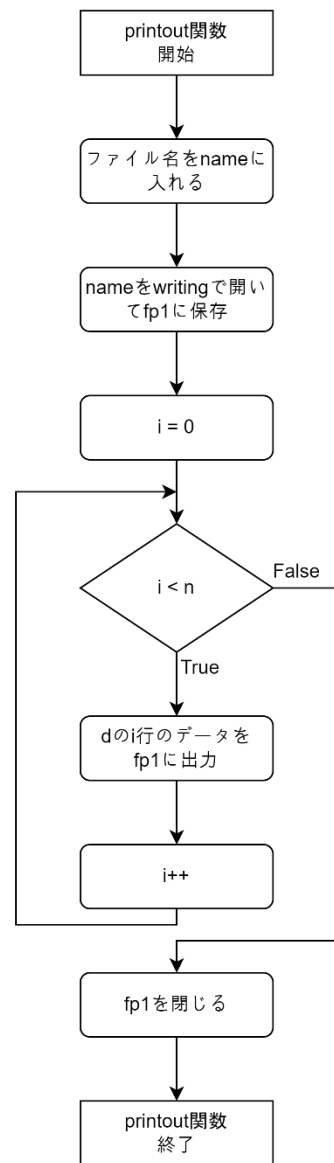 printout関数
開始
ファイル名をnameに
入れる
nameをwritingで開い
てfp1に保存
i = 0
i < n
False
True
dのi行のデータを
fp1に出力
i++
fp1を閉じる
printout関数
終了